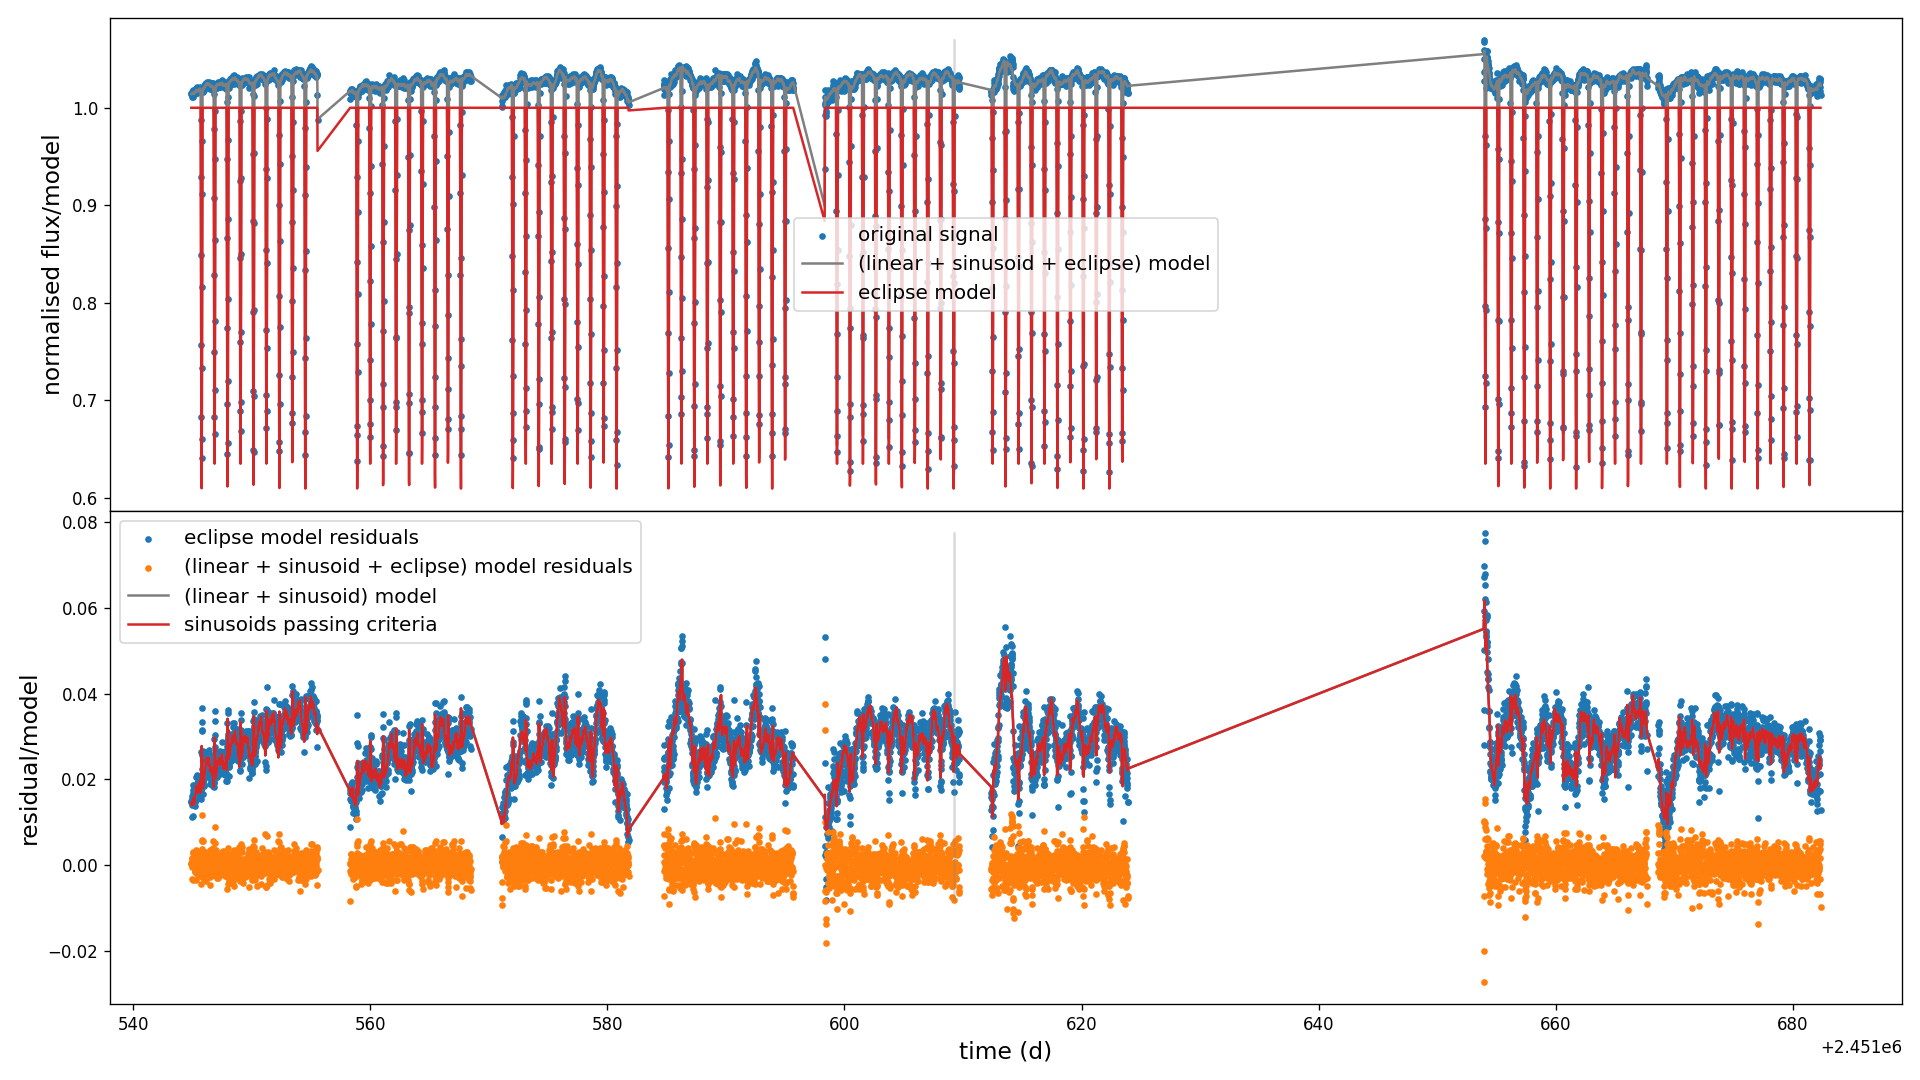 normalised flux/model
1.0
0.9
0.8
0.7
0.6
original signal
(linear + sinusoid + eclipse) model
eclipse model
residual/model
0.08
0.06
0.04
0.02
0.00
−0.02
eclipse model residuals
(linear + sinusoid + eclipse) model residuals
(linear + sinusoid) model
sinusoids passing criteria
540 560 580 600 620 640 660 680
time (d)
+2.451e6